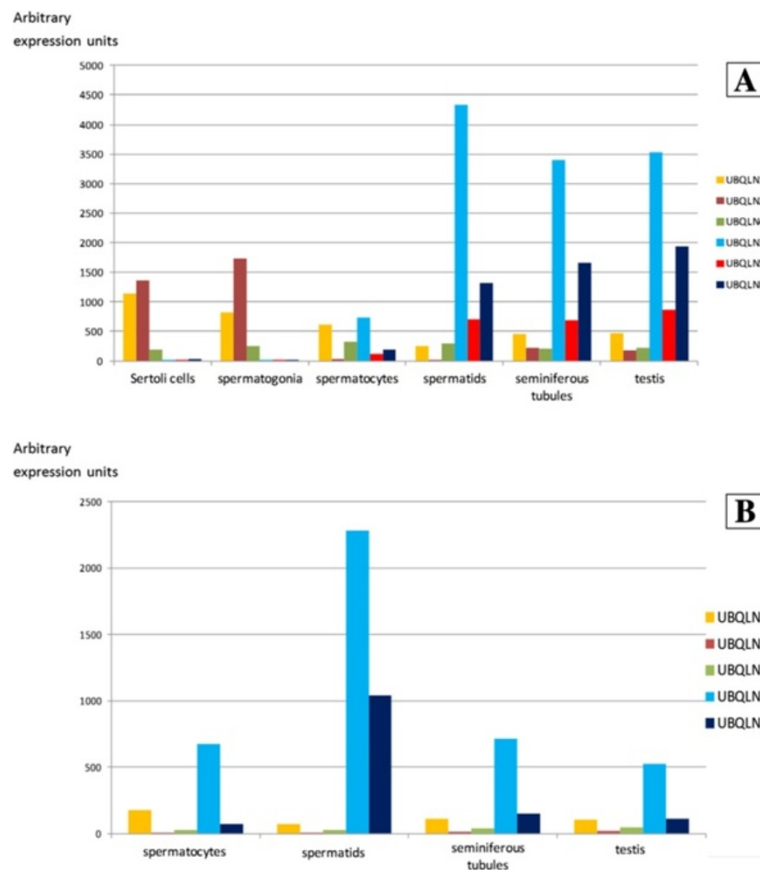 Arbitrary
expression units
A
5000
4500
4000
3500
3000
2500
2000
1500
1000
500
0
Sertoli cells
spermatogonia
spermatocytes
spermatids
seminiferous
tubules
testis
UBQLN
UBQLN
UBQLN
UBQLN
UBQLN
UBQLN
Arbitrary
expression units
B
2500
2000
1500
1000
500
0
spermatocytes
spermatids
seminiferous
tubules
testis
UBQLN
UBQLN
UBQLN
UBQLN
UBQLN